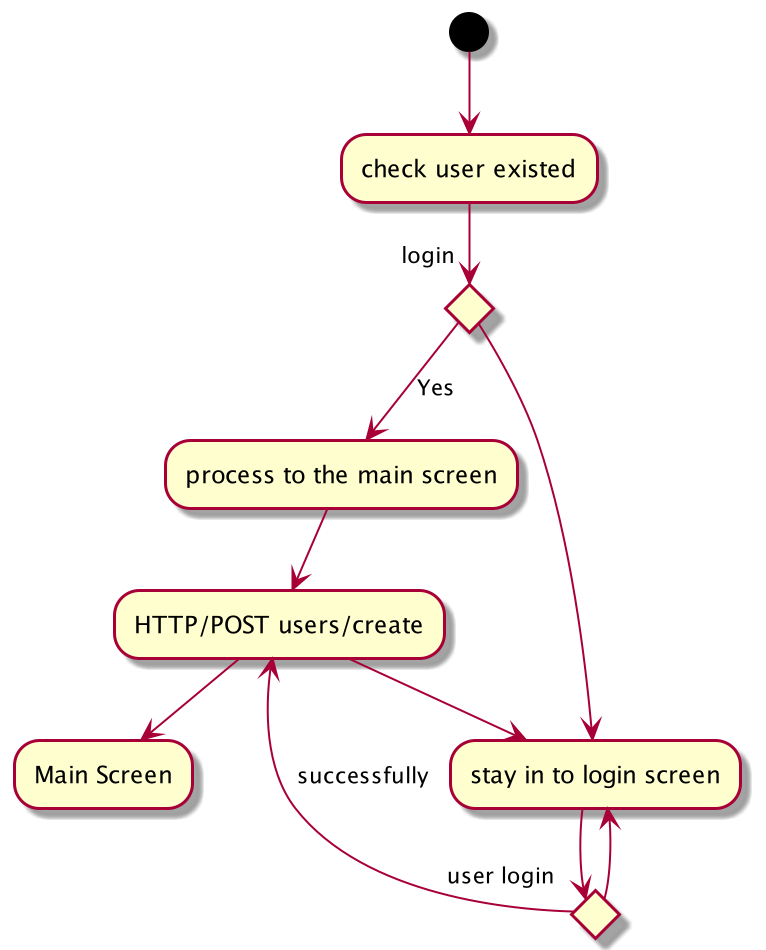 check user existed
login
Yes
process to the main screen
HTTP/POST users/create
Main Screen
successfully
stay in to login screen
user login